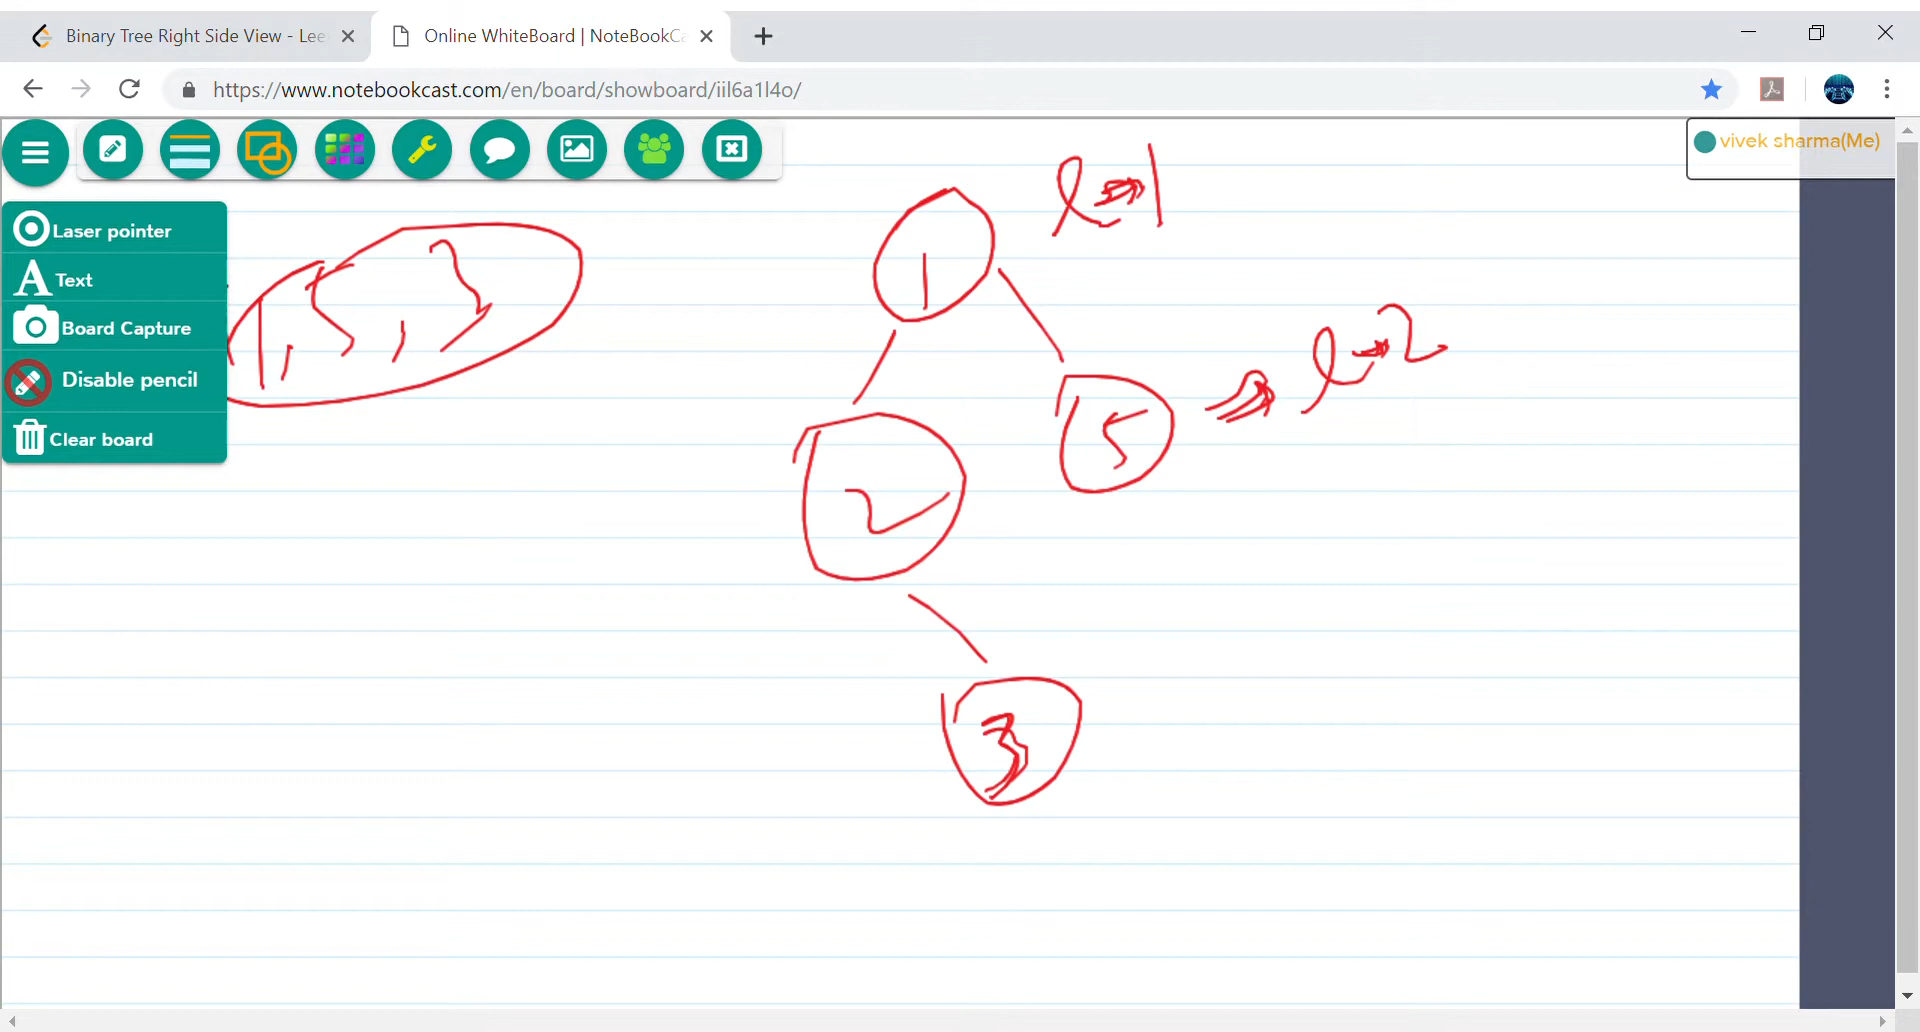 Binary Tree Right Side View - Lee
Online WhiteBoard | NoteBookCa
https://www.notebookcast.com/en/board/showboard/iil6a1l4o/
vivek sharma(Me)
Laser pointer
Text
Board Capture
Disable pencil
Clear board
1, 5, 3
1
l → 1
2
5
l → 2
3